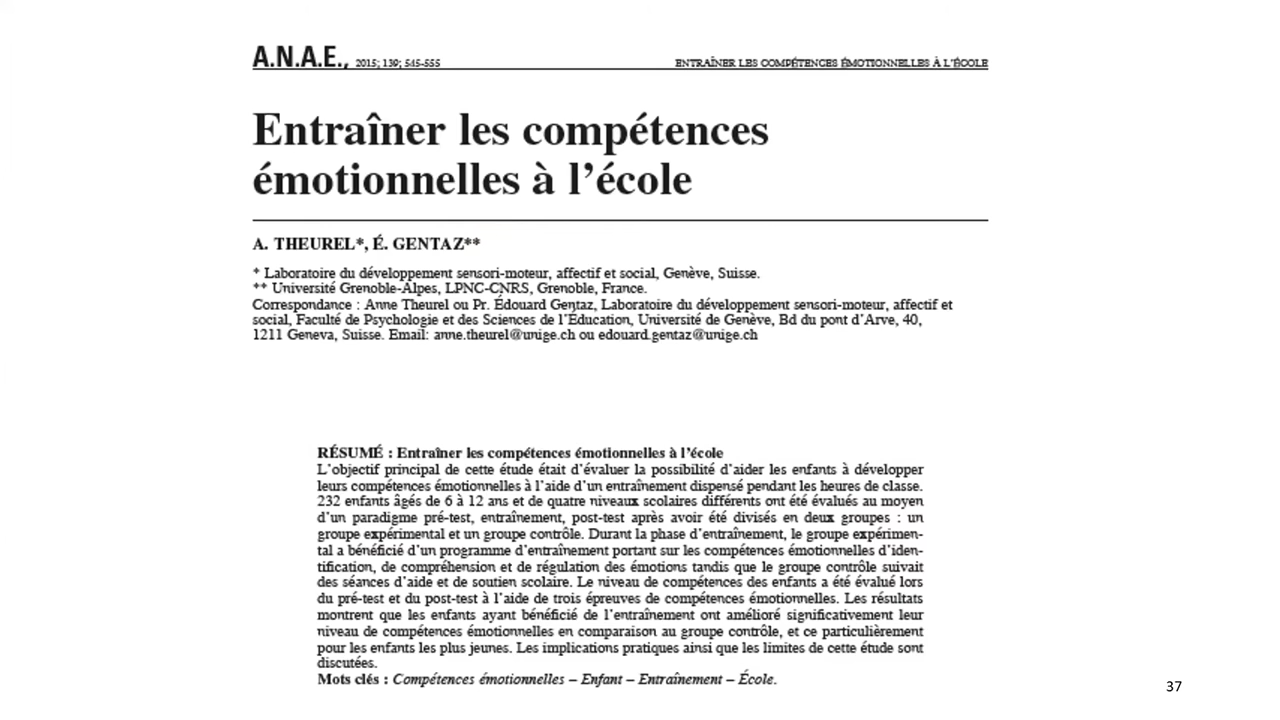 A.N.A.E., 2015; 139; 545-555
ENTRAÎNER LES COMPÉTENCES ÉMOTIONNELLES À L'ÉCOLE
Entraîner les compétences
émotionnelles à l'école
A. THEUREL*, É. GENTAZ**
* Laboratoire du développement sensori-moteur, affectif et social, Genève, Suisse.
** Université Grenoble-Alpes, LPNC-CNRS, Grenoble, France.
Correspondance : Anne Theurel ou Pr. Édouard Gentaz, Laboratoire du développement sensori-moteur, affectif et
social, Faculté de Psychologie et des Sciences de l'Éducation, Université de Genève, Bd du pont d'Arve, 40,
1211 Geneva, Suisse. Email: anne.theurel@unige.ch ou edouard.gentaz@unige.ch
RÉSUMÉ : Entraîner les compétences émotionnelles à l'école
L'objectif principal de cette étude était d'évaluer la possibilité d'aider les enfants à développer
leurs compétences émotionnelles à l'aide d'un entraînement dispensé pendant les heures de classe.
232 enfants âgés de 6 à 12 ans et de quatre niveaux scolaires différents ont été évalués au moyen
d'un paradigme pré-test, entraînement, post-test après avoir été divisés en deux groupes : un
groupe expérimental et un groupe contrôle. Durant la phase d'entraînement, le groupe expérimen-
tal a bénéficié d'un programme d'entraînement portant sur les compétences émotionnelles d'iden-
tification, de compréhension et de régulation des émotions tandis que le groupe contrôle suivait
des séances d'aide et de soutien scolaire. Le niveau de compétences des enfants a été évalué lors
du pré-test et du post-test à l'aide de trois épreuves de compétences émotionnelles. Les résultats
montrent que les enfants ayant bénéficié de l'entraînement ont amélioré significativement leur
niveau de compétences émotionnelles en comparaison au groupe contrôle, et ce particulièrement
pour les enfants les plus jeunes. Les implications pratiques ainsi que les limites de cette étude sont
discutées.
Mots clés : Compétences émotionnelles – Enfant – Entraînement – École.
37